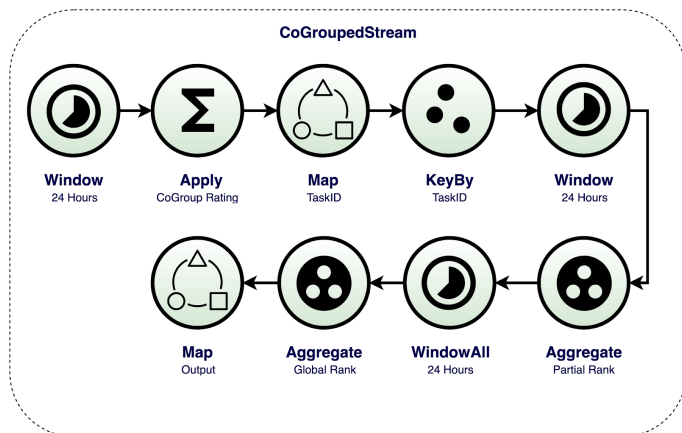 CoGroupedStream
Window
24 Hours
Σ
Apply
CoGroup Rating
Map
TaskID
KeyBy
TaskID
Window
24 Hours
Map
Output
Aggregate
Global Rank
WindowAll
24 Hours
Aggregate
Partial Rank